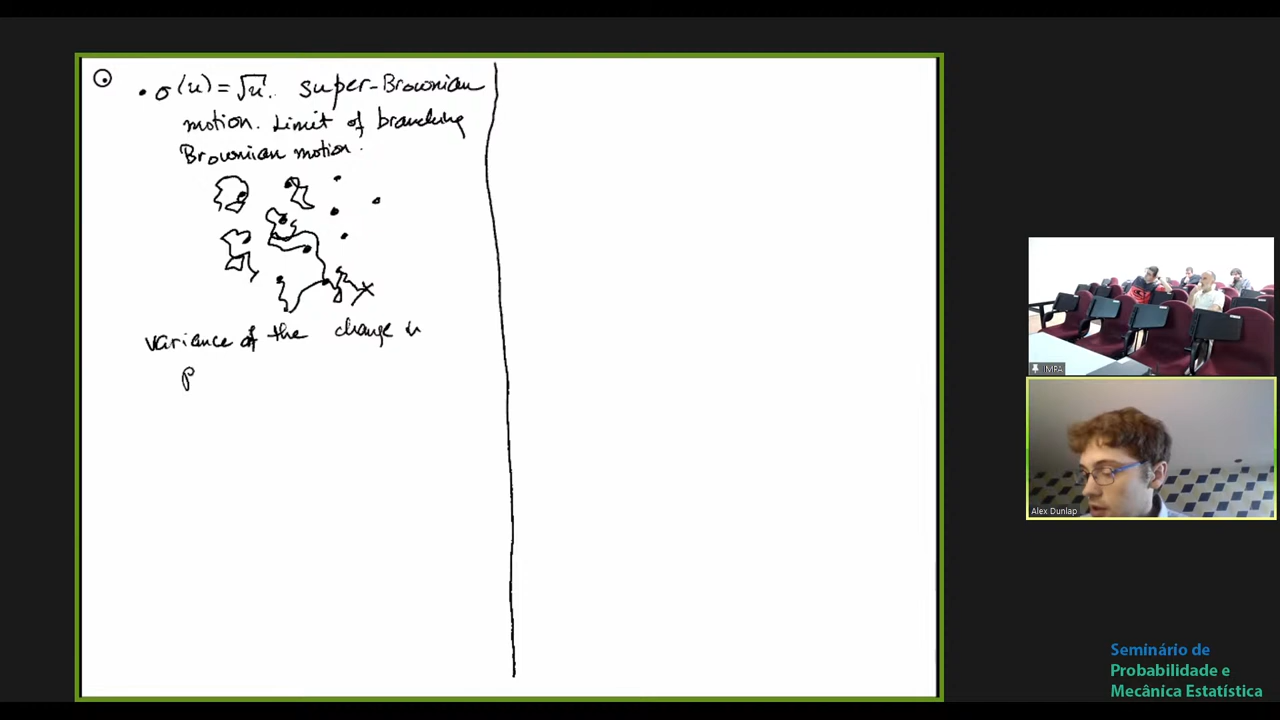 • σ(u) = √u. super-Brownian
motion. Limit of branching
Brownian motion.
variance of the change in
p
IMPA
Alex Dunlap
Seminário de
Probabilidade e
Mecânica Estatística